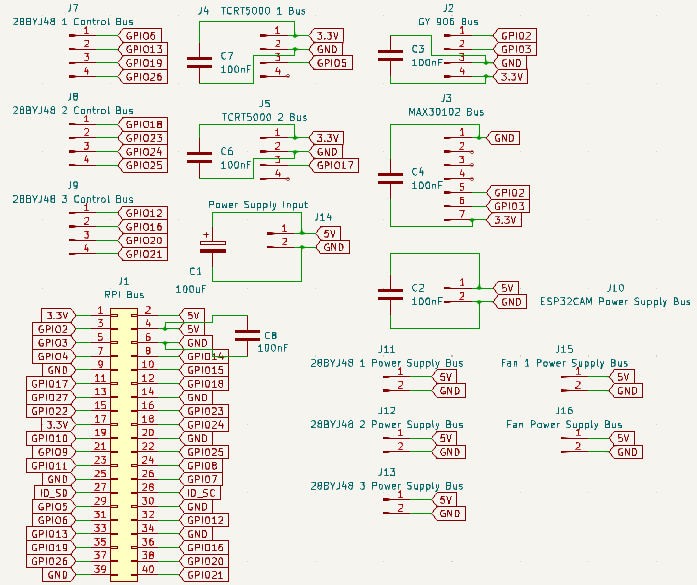 J7
28BYJ48 1 Control Bus
1 GPIO6
2 GPIO13
3 GPIO19
4 GPIO26
J4 TCRT5000 1 Bus
C7
100nF
1 3.3V
2 GND
3 GPIO5
4
J2
GY 906 Bus
C3
100nF
1 GPIO2
2 GPIO3
3 GND
4 3.3V
J8
28BYJ48 2 Control Bus
1 GPIO18
2 GPIO23
3 GPIO24
4 GPIO25
J5
TCRT5000 2 Bus
C6
100nF
1 3.3V
2 GND
3 GPIO17
4
J3
MAX30102 Bus
C4
100nF
1 GND
2
3
4
5 GPIO2
6 GPIO3
7 3.3V
J9
28BYJ48 3 Control Bus
1 GPIO12
2 GPIO16
3 GPIO20
4 GPIO21
Power Supply Input
J14
+
C1
100uF
1 5V
2 GND
C2
100nF
1 5V
2 GND
J10
ESP32CAM Power Supply Bus
J1
RPI Bus
3.3V 1 2 5V
GPIO2 3 4 5V
GPIO3 5 6 GND
GPIO4 7 8 GPIO14
GND 9 10 GPIO15
GPIO17 11 12 GPIO18
GPIO27 13 14 GND
GPIO22 15 16 GPIO23
3.3V 17 18 GPIO24
GPIO10 19 20 GND
GPIO9 21 22 GPIO25
GPIO11 23 24 GPIO8
GND 25 26 GPIO7
ID_SD 27 28 ID_SC
GPIO5 29 30 GND
GPIO6 31 32 GPIO12
GPIO13 33 34 GND
GPIO19 35 36 GPIO16
GPIO26 37 38 GPIO20
GND 39 40 GPIO21
C8
100nF
J11
28BYJ48 1 Power Supply Bus
1 5V
2 GND
J15
Fan 1 Power Supply Bus
1 5V
2 GND
J12
28BYJ48 2 Power Supply Bus
1 5V
2 GND
J16
Fan Power Supply Bus
1 5V
2 GND
J13
28BYJ48 3 Power Supply Bus
1 5V
2 GND